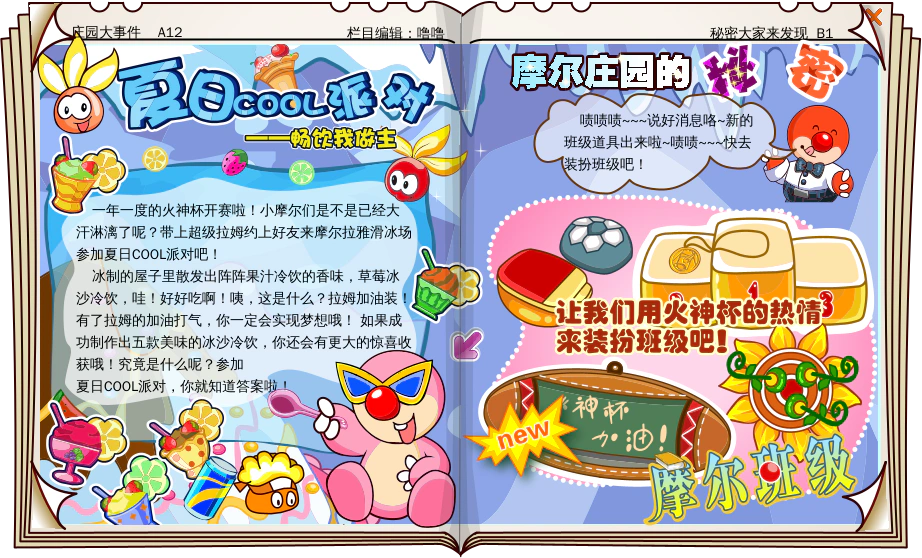 庄园大事件 A12
栏目编辑：噜噜
夏日COOL派对
——畅饮我做主
一年一度的火神杯开赛啦！小摩尔们是不是已经大
汗淋漓了呢？带上超级拉姆约上好友来摩尔拉雅滑冰场
参加夏日COOL派对吧！
冰制的屋子里散发出阵阵果汁冷饮的香味，草莓冰
沙冷饮，哇！好好吃啊！咦，这是什么？拉姆加油装！
有了拉姆的加油打气，你一定会实现梦想哦！ 如果成
功制作出五款美味的冰沙冷饮，你还会有更大的惊喜收
获哦！究竟是什么呢？参加
夏日COOL派对，你就知道答案啦！
秘密大家来发现 B1
摩尔庄园的秘密
啧啧啧~~~说好消息咯~新的
班级道具出来啦~啧啧~~~快去
装扮班级吧！
2 1 3
让我们用火神杯的热情
来装扮班级吧！
火神杯
加油！
new
摩尔班级